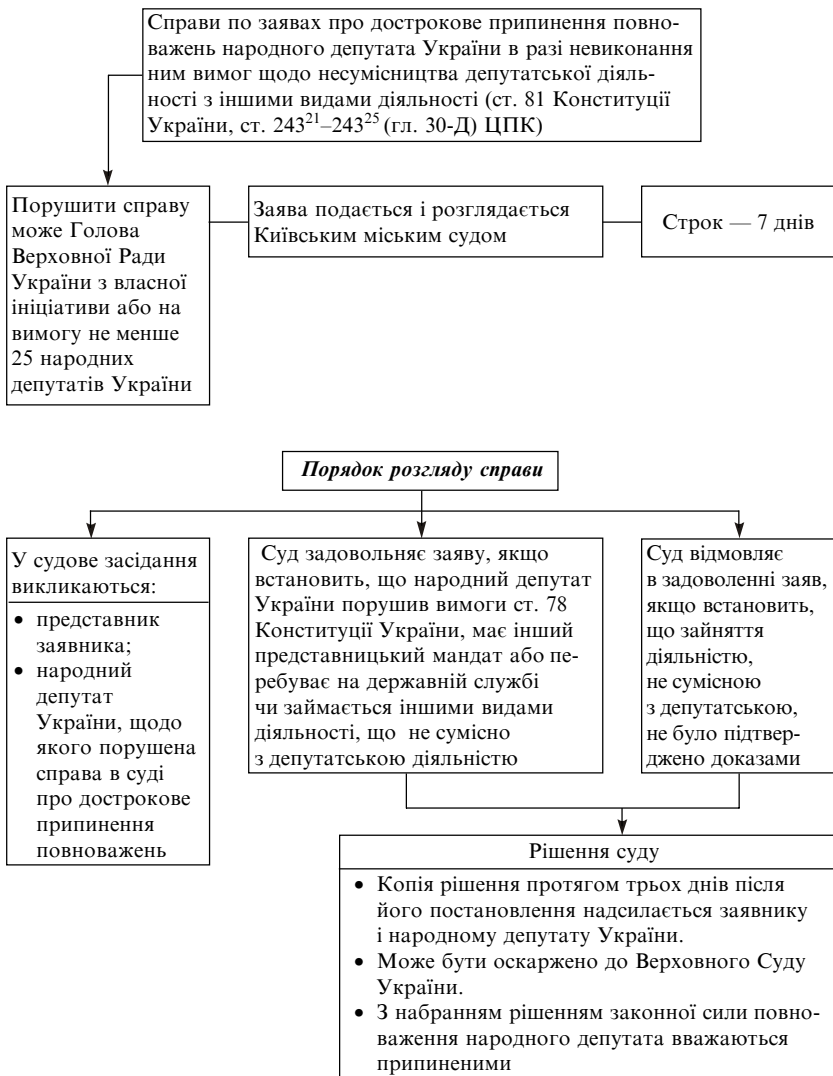 Справи по заявах про дострокове припинення повно-
важень народного депутата України в разі невиконання
ним вимог щодо несумісництва депутатської діяль-
ності з іншими видами діяльності (ст. 81 Конституції
України, ст. 243²¹–243²⁵ (гл. 30-Д) ЦПК)
Порушити справу
може Голова
Верховної Ради
України з власної
ініціативи або на
вимогу не менше
25 народних
депутатів України
Заява подається і розглядається
Київським міським судом
Строк — 7 днів
Порядок розгляду справи
У судове засідання
викликаються:
• представник
заявника;
• народний
депутат
України, щодо
якого порушена
справа в суді
про дострокове
припинення
повноважень
Суд задовольняє заяву, якщо
встановить, що народний депутат
України порушив вимоги ст. 78
Конституції України, має інший
представницький мандат або пе-
ребуває на державній службі
чи займається іншими видами
діяльності, що не сумісно
з депутатською діяльністю
Суд відмовляє
в задоволенні заяв,
якщо встановить,
що зайняття
діяльністю,
не сумісною
з депутатською,
не було підтвер-
джено доказами
Рішення суду
• Копія рішення протягом трьох днів після
його постановлення надсилається заявнику
і народному депутату України.
• Може бути оскаржено до Верховного Суду
України.
• З набранням рішенням законної сили повно-
важення народного депутата вважаються
припиненими